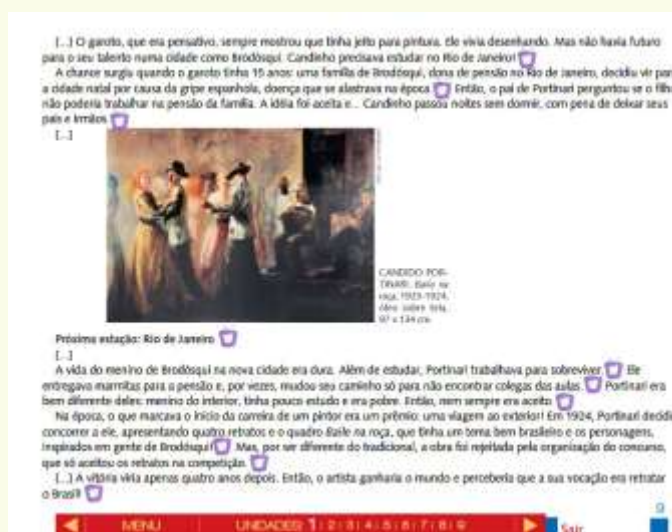 [...] O garoto, que era pensativo, sempre mostrou que tinha jeito para pintura. Ele vivia desenhando. Mas não havia futuro
para o seu talento numa cidade como Brodósqui. Candinho precisava estudar no Rio de Janeiro!
A chance surgiu quando o garoto tinha 15 anos: uma família de Brodósqui, dona de pensão no Rio de Janeiro, decidiu vir para
a cidade natal por causa da gripe espanhola, doença que se alastrava na época. Então, o pai de Portinari perguntou se o filho
não poderia trabalhar na pensão da família. A idéia foi aceita e... Candinho passou noites sem dormir, com pena de deixar seus
pais e irmãos.
[...]
CANDIDO POR-
TINARI. Baile na
roça, 1923-1924,
óleo sobre tela,
97 x 134 cm.
Próxima estação: Rio de Janeiro
[...]
A vida do menino de Brodósqui na nova cidade era dura. Além de estudar, Portinari trabalhava para sobreviver. Ele
entregava marmitas para a pensão e, por vezes, mudou seu caminho só para não encontrar colegas das aulas. Portinari era
bem diferente deles: menino do interior, tinha pouco estudo e era pobre. Então, nem sempre era aceito.
Na época, o que marcava o início da carreira de um pintor era um prêmio: uma viagem ao exterior! Em 1924, Portinari decidiu
concorrer a ele, apresentando quatro retratos e o quadro Baile na roça, que tinha um tema bem brasileiro e os personagens,
inspirados em gente de Brodósqui! Mas, por ser diferente do tradicional, a obra foi rejeitada pela organização do concurso,
que só aceitou os retratos na competição.
[...] A vitória viria apenas quatro anos depois. Então, o artista ganharia o mundo e perceberia que a sua vocação era retratar
o Brasil!
MENU UNIDADES: 1 | 2 | 3 | 4 | 5 | 6 | 7 | 8 | 9
Sair